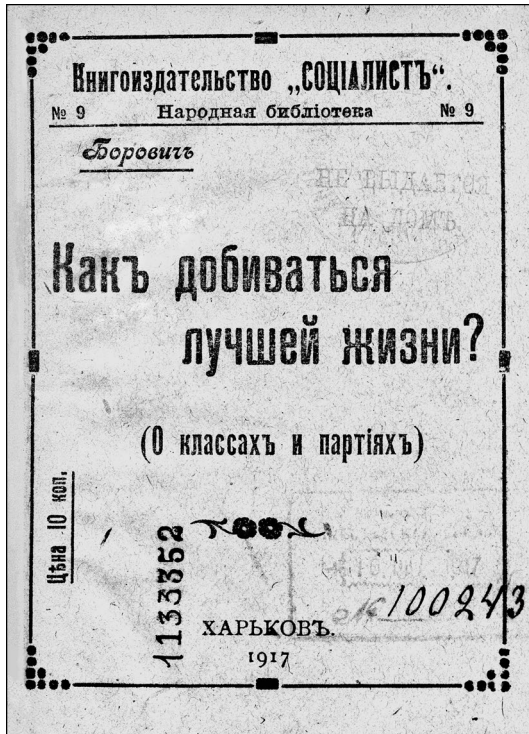 Книгоиздательство „СОЦІАЛИСТЪ“.
№ 9 Народная библіотека № 9
Боровичъ
НЕ ВЫДАЕТСЯ
НА ДОМЪ
Какъ добиваться
лучшей жизни?
(О классахъ и партіяхъ)
Цѣна 10 коп.
1133352
100243
ХАРЬКОВЪ.
1917